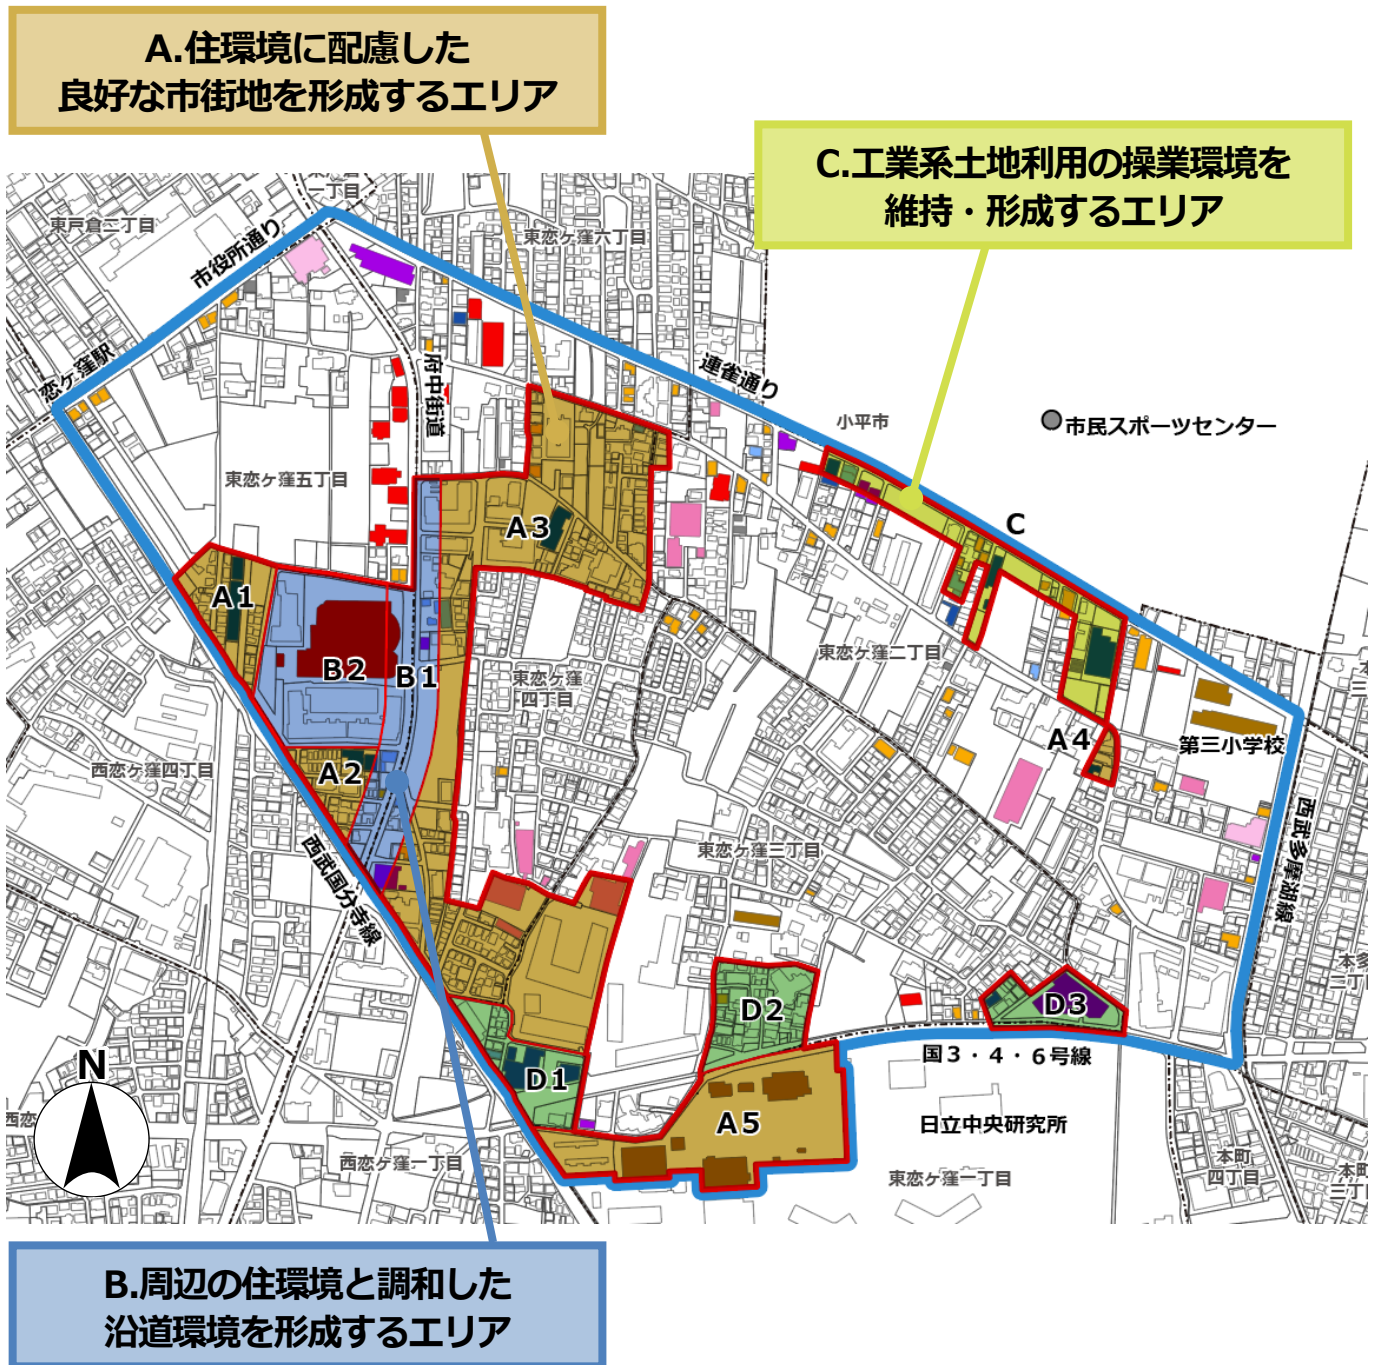 A.住環境に配慮した
良好な市街地を形成するエリア
C.工業系土地利用の操業環境を
維持・形成するエリア
一丁目
東戸倉二丁目
市役所通り
東恋ヶ窪六丁目
恋ケ窪駅
府中街道
連雀通り
小平市
市民スポーツセンター
東恋ヶ窪五丁目
A3
C
A1
B2
B1
東恋ヶ窪
四丁目
東恋ヶ窪二丁目
A4
第三小学校
西恋ヶ窪四丁目
A2
西武国分寺線
西武多摩湖線
東恋ヶ窪三丁目
D2
D3
国3・4・6号線
N
D1
A5
日立中央研究所
西恋ヶ窪一丁目
東恋ヶ窪一丁目
本町
四丁目
B.周辺の住環境と調和した
沿道環境を形成するエリア